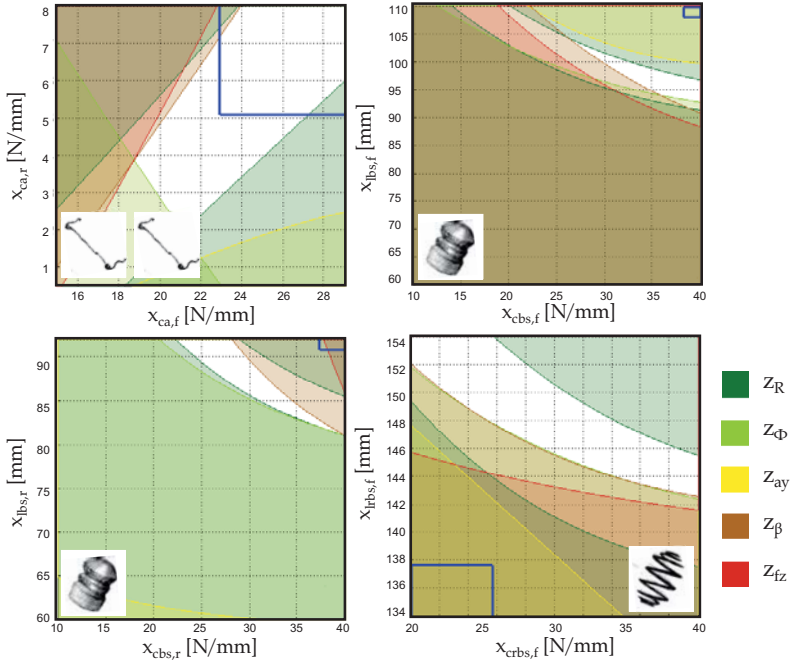 8
7
6
5
4
3
2
1
x_ca,r [N/mm]
16 18 20 22 24 26 28
x_ca,f [N/mm]
110
105
100
95
90
85
80
75
70
65
60
x_lbs,f [mm]
10 15 20 25 30 35 40
x_cbs,f [N/mm]
90
85
80
75
70
65
60
x_lbs,r [mm]
10 15 20 25 30 35 40
x_cbs,r [N/mm]
154
152
150
148
146
144
142
140
138
136
134
x_lrbs,f [mm]
20 25 30 35 40
x_crbs,f [N/mm]
z_R
z_Φ
z_ay
z_β
z_fz